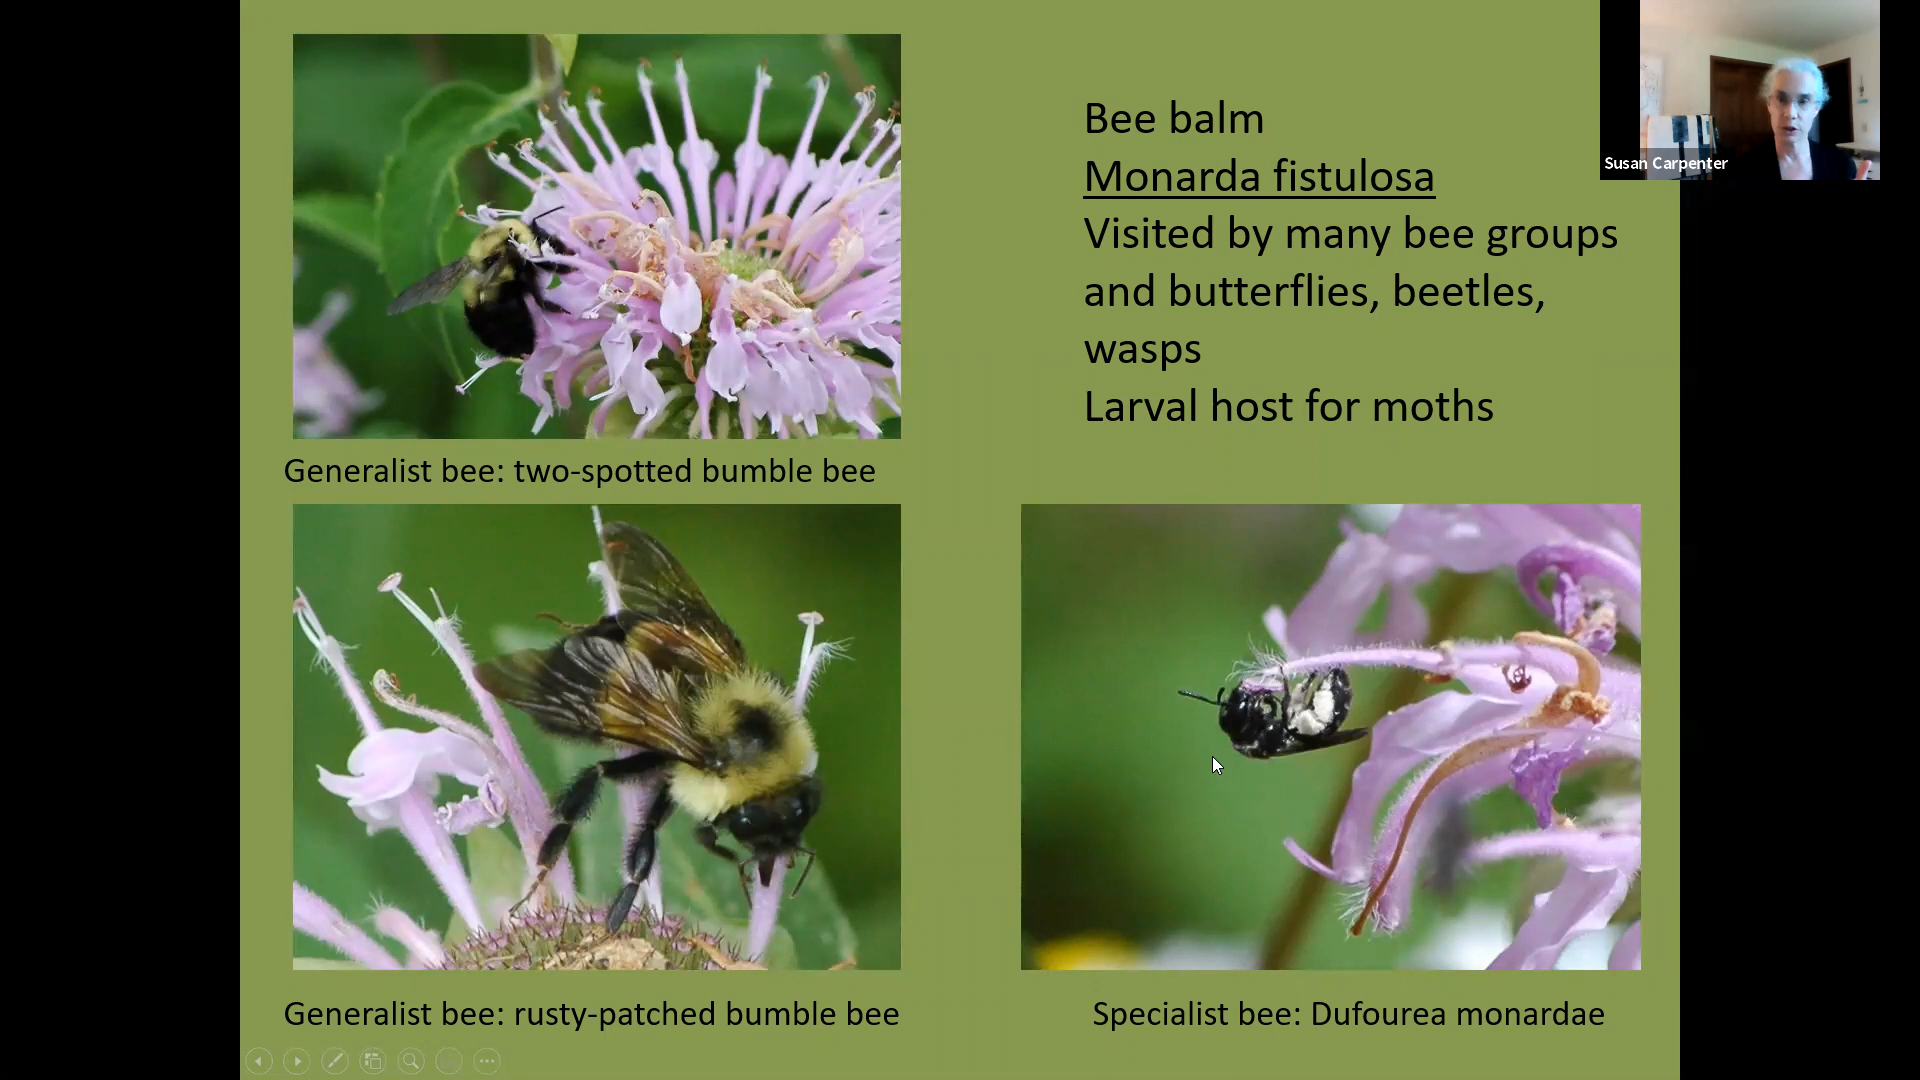 Bee balm
Monarda fistulosa
Visited by many bee groups
and butterflies, beetles,
wasps
Larval host for moths
Susan Carpenter
Generalist bee: two-spotted bumble bee
Generalist bee: rusty-patched bumble bee
Specialist bee: Dufourea monardae